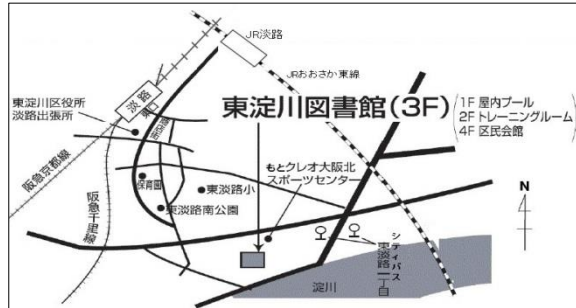 JR淡路
JRおおさか東線
淡路
東口
商店街
東淀川区役所
淡路出張所
阪急京都線
阪急千里線
東淀川図書館(3F)
1F 屋内プール
2F トレーニングルーム
4F 区民会館
もとクレオ大阪北
スポーツセンター
保育園
東淡路小
東淡路南公園
シティバス
東淡路一丁目
淀川
N